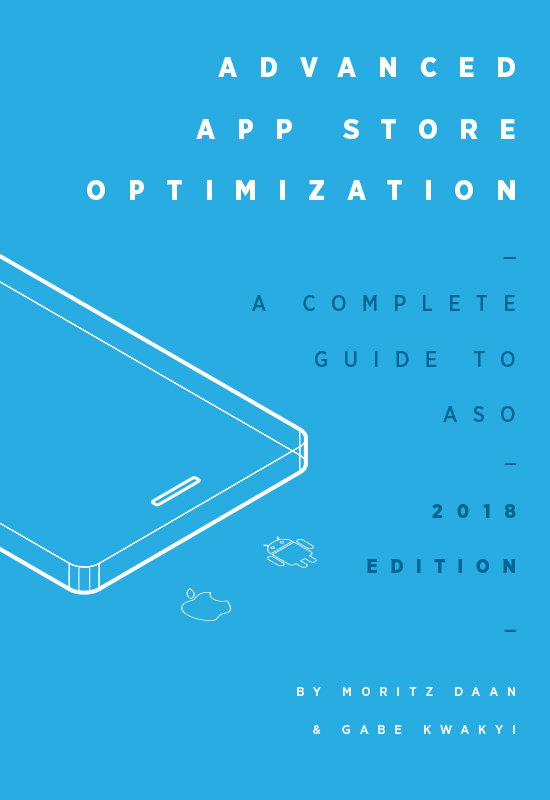 ADVANCED
APP STORE
OPTIMIZATION
–
A COMPLETE
GUIDE TO
ASO
–
2018
EDITION
–
BY MORITZ DAAN
& GABE KWAKYI